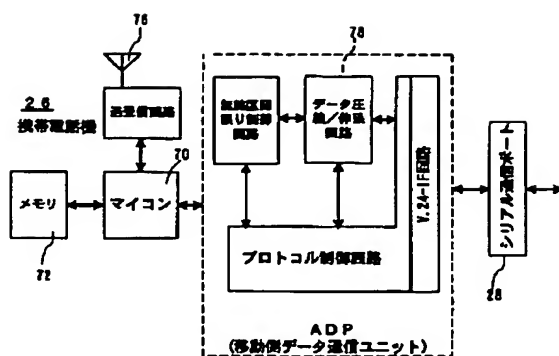 76
78
26
携帯電話機
送受信回路
無線区間
誤り制御
回路
データ圧
縮/伸張
回路
70
メモリ
マイコン
72
プロトコル制御回路
V.24-IF回路
シリアル通信ポート
28
ADP
(移動側データ通信ユニット)